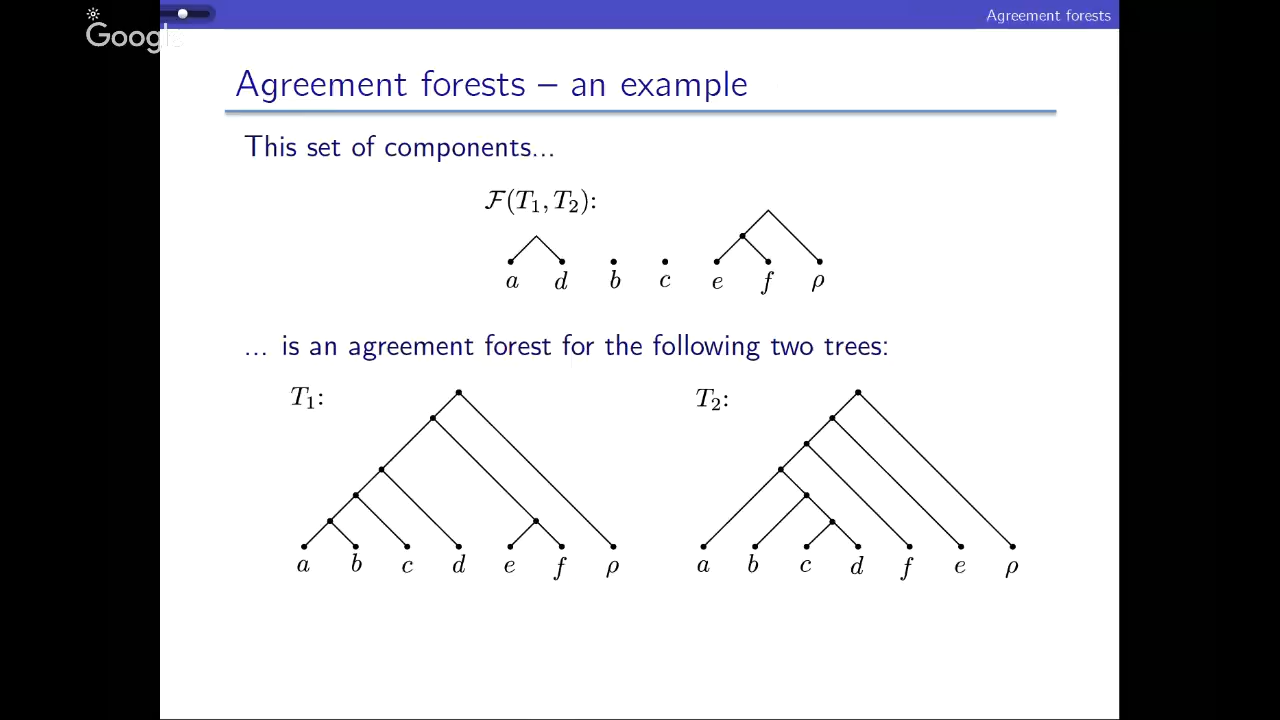 Agreement forests
Google
Agreement forests – an example
This set of components...
𝓕(T₁, T₂):
a d b c e f ρ
... is an agreement forest for the following two trees:
T₁: T₂:
a b c d e f ρ a b c d f e ρ